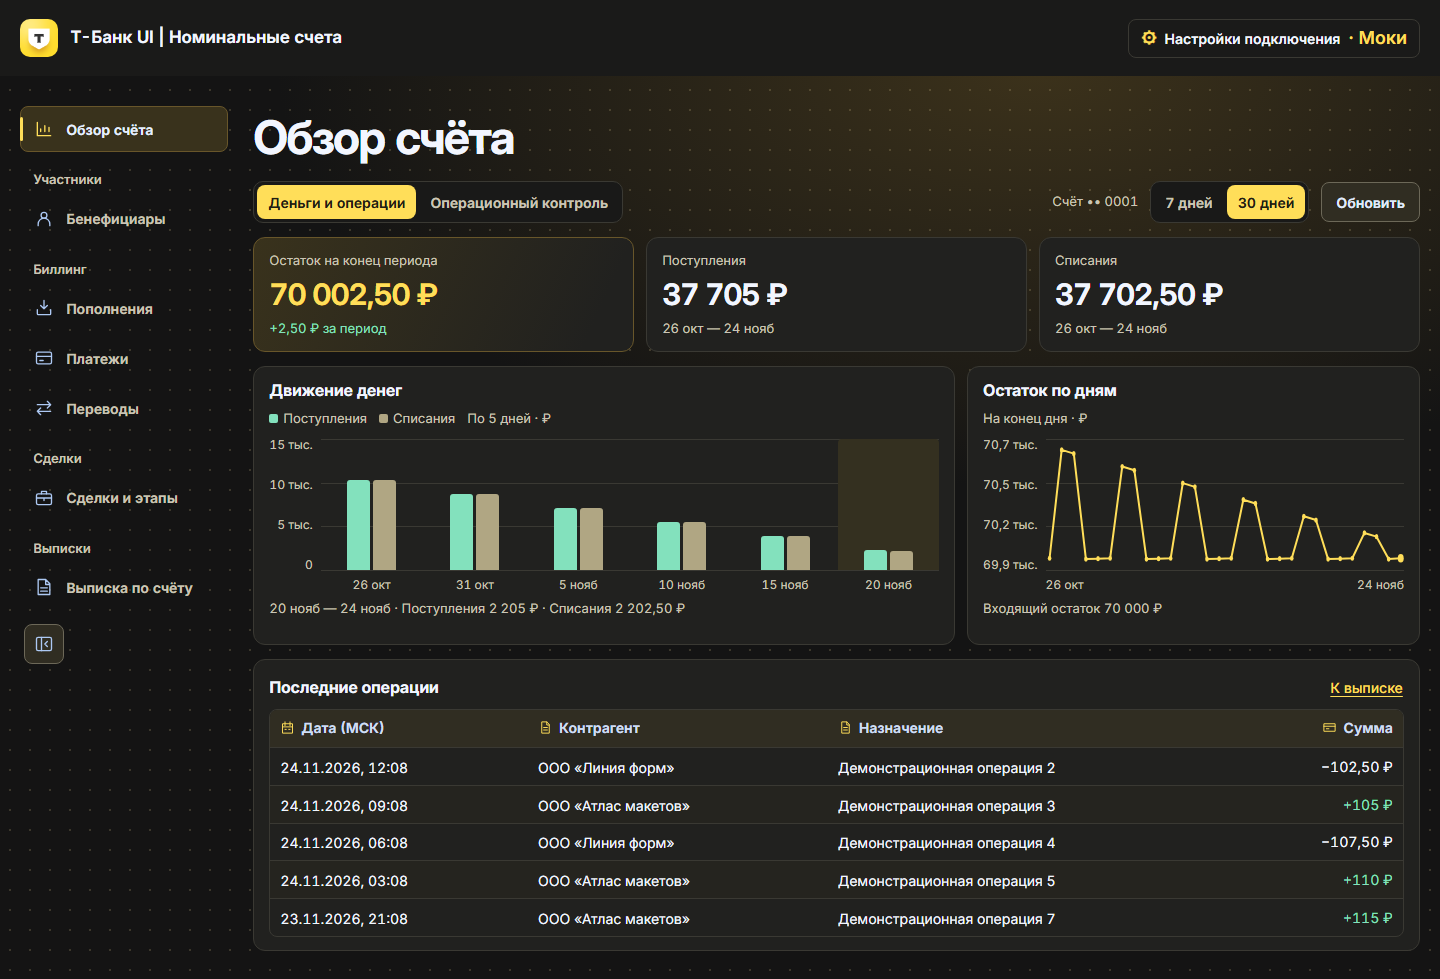 Т-Банк UI | Номинальные счета
Настройки подключения · Моки
Обзор счёта
Участники
Бенефициары
Биллинг
Пополнения
Платежи
Переводы
Сделки
Сделки и этапы
Выписки
Выписка по счёту
Обзор счёта
Деньги и операции Операционный контроль
Счёт •• 0001 7 дней 30 дней Обновить
Остаток на конец периода
70 002,50 ₽
+2,50 ₽ за период
Поступления
37 705 ₽
26 окт — 24 нояб
Списания
37 702,50 ₽
26 окт — 24 нояб
Движение денег
Поступления Списания По 5 дней · ₽
15 тыс.
10 тыс.
5 тыс.
0
26 окт 31 окт 5 нояб 10 нояб 15 нояб 20 нояб
20 нояб — 24 нояб · Поступления 2 205 ₽ · Списания 2 202,50 ₽
Остаток по дням
На конец дня · ₽
70,7 тыс.
70,5 тыс.
70,2 тыс.
69,9 тыс.
26 окт 24 нояб
Входящий остаток 70 000 ₽
Последние операции К выписке
Дата (МСК) Контрагент Назначение Сумма
24.11.2026, 12:08 ООО «Линия форм» Демонстрационная операция 2 −102,50 ₽
24.11.2026, 09:08 ООО «Атлас макетов» Демонстрационная операция 3 +105 ₽
24.11.2026, 06:08 ООО «Линия форм» Демонстрационная операция 4 −107,50 ₽
24.11.2026, 03:08 ООО «Атлас макетов» Демонстрационная операция 5 +110 ₽
23.11.2026, 21:08 ООО «Атлас макетов» Демонстрационная операция 7 +115 ₽